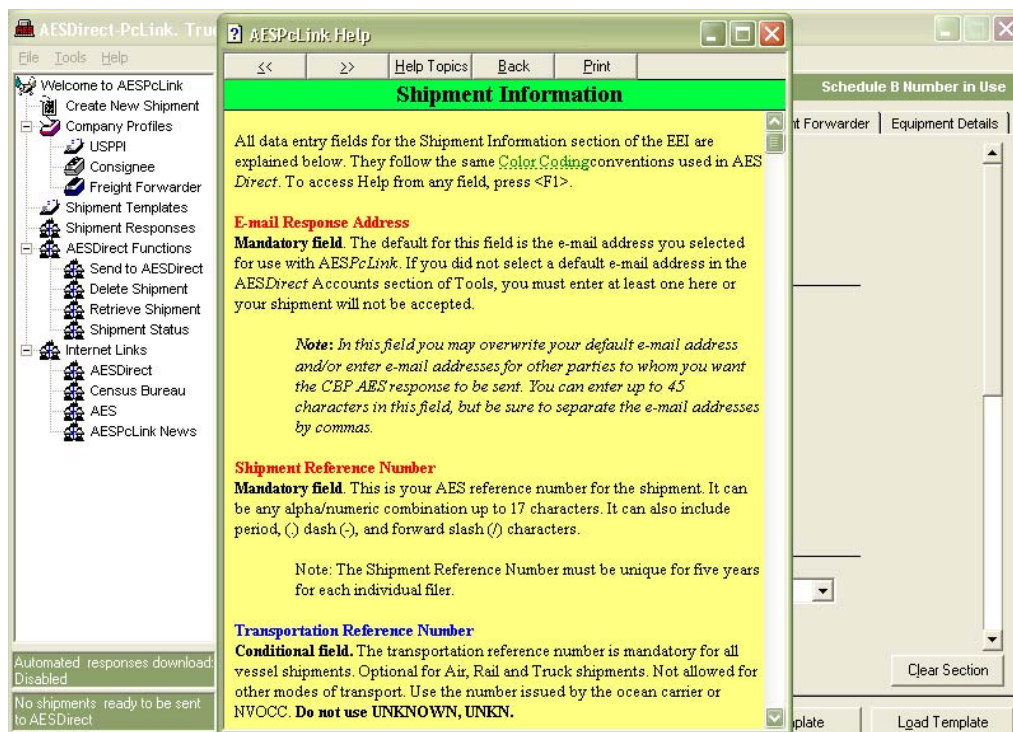 AESDirect-PcLink. Tru
File Tools Help
Welcome to AESPcLink
Create New Shipment
Company Profiles
USPPI
Consignee
Freight Forwarder
Shipment Templates
Shipment Responses
AESDirect Functions
Send to AESDirect
Delete Shipment
Retrieve Shipment
Shipment Status
Internet Links
AESDirect
Census Bureau
AES
AESPcLink News
Automated responses download:
Disabled
No shipments ready to be sent
to AESDirect
AESPcLink Help
<< >> Help Topics Back Print
Shipment Information
All data entry fields for the Shipment Information section of the EEI are
explained below. They follow the same Color Codingconventions used in AES
Direct. To access Help from any field, press <F1>.
E-mail Response Address
Mandatory field. The default for this field is the e-mail address you selected
for use with AESPcLink. If you did not select a default e-mail address in the
AESDirect Accounts section of Tools, you must enter at least one here or
your shipment will not be accepted.
Note: In this field you may overwrite your default e-mail address
and/or enter e-mail addresses for other parties to whom you want
the CBP AES response to be sent. You can enter up to 45
characters in this field, but be sure to separate the e-mail addresses
by commas.
Shipment Reference Number
Mandatory field. This is your AES reference number for the shipment. It can
be any alpha/numeric combination up to 17 characters. It can also include
period, (.) dash (-), and forward slash (/) characters.
Note: The Shipment Reference Number must be unique for five years
for each individual filer.
Transportation Reference Number
Conditional field. The transportation reference number is mandatory for all
vessel shipments. Optional for Air, Rail and Truck shipments. Not allowed for
other modes of transport. Use the number issued by the ocean carrier or
NVOCC. Do not use UNKNOWN, UNKN.
Schedule B Number in Use
nt Forwarder Equipment Details
Clear Section
plate Load Template